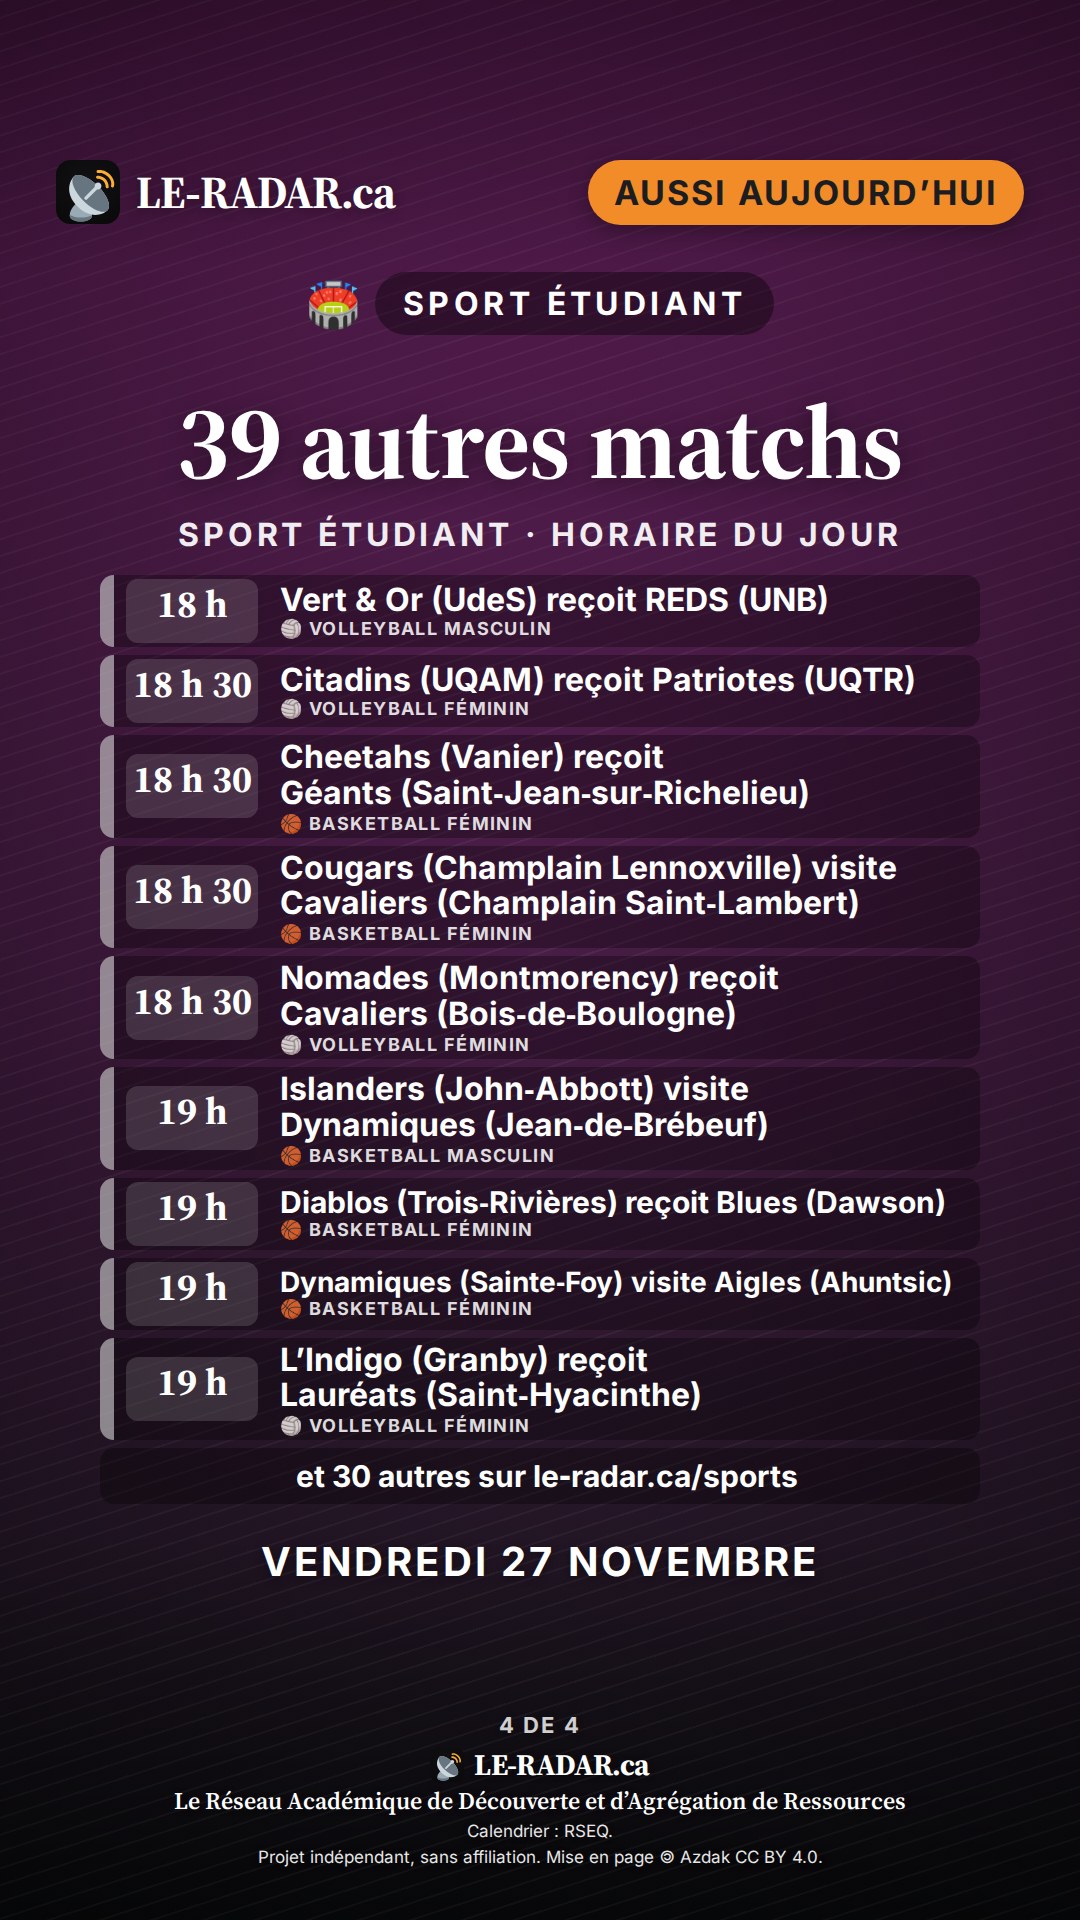 LE-RADAR.ca
AUSSI AUJOURD’HUI
SPORT ÉTUDIANT
39 autres matchs
SPORT ÉTUDIANT · HORAIRE DU JOUR
18 h
Vert & Or (UdeS) reçoit REDS (UNB)
VOLLEYBALL MASCULIN
18 h 30
Citadins (UQAM) reçoit Patriotes (UQTR)
VOLLEYBALL FÉMININ
18 h 30
Cheetahs (Vanier) reçoit
Géants (Saint-Jean-sur-Richelieu)
BASKETBALL FÉMININ
18 h 30
Cougars (Champlain Lennoxville) visite
Cavaliers (Champlain Saint-Lambert)
BASKETBALL FÉMININ
18 h 30
Nomades (Montmorency) reçoit
Cavaliers (Bois-de-Boulogne)
VOLLEYBALL FÉMININ
19 h
Islanders (John-Abbott) visite
Dynamiques (Jean-de-Brébeuf)
BASKETBALL MASCULIN
19 h
Diablos (Trois-Rivières) reçoit Blues (Dawson)
BASKETBALL FÉMININ
19 h
Dynamiques (Sainte-Foy) visite Aigles (Ahuntsic)
BASKETBALL FÉMININ
19 h
L’Indigo (Granby) reçoit
Lauréats (Saint-Hyacinthe)
VOLLEYBALL FÉMININ
et 30 autres sur le-radar.ca/sports
VENDREDI 27 NOVEMBRE
4 DE 4
LE-RADAR.ca
Le Réseau Académique de Découverte et d’Agrégation de Ressources
Calendrier : RSEQ.
Projet indépendant, sans affiliation. Mise en page 🄯 Azdak CC BY 4.0.